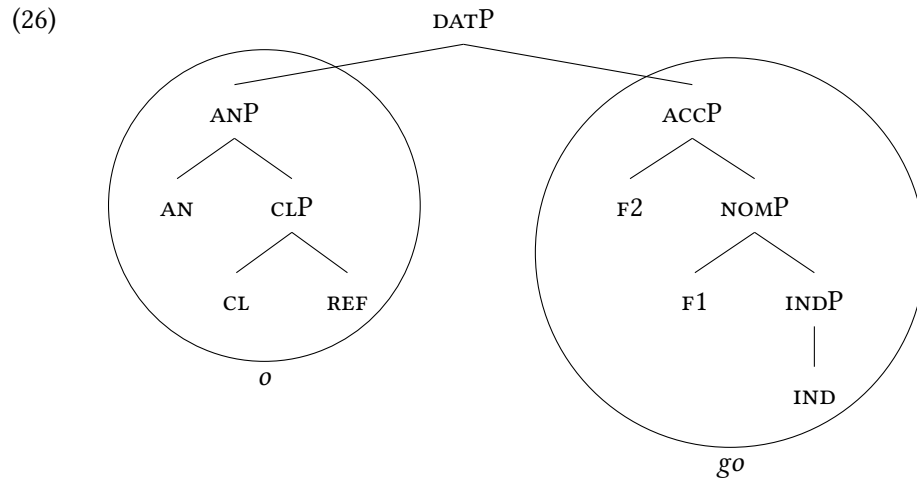 (26)
DATP
ANP ACCP
AN CLP F2 NOMP
CL REF F1 INDP
o
IND
go